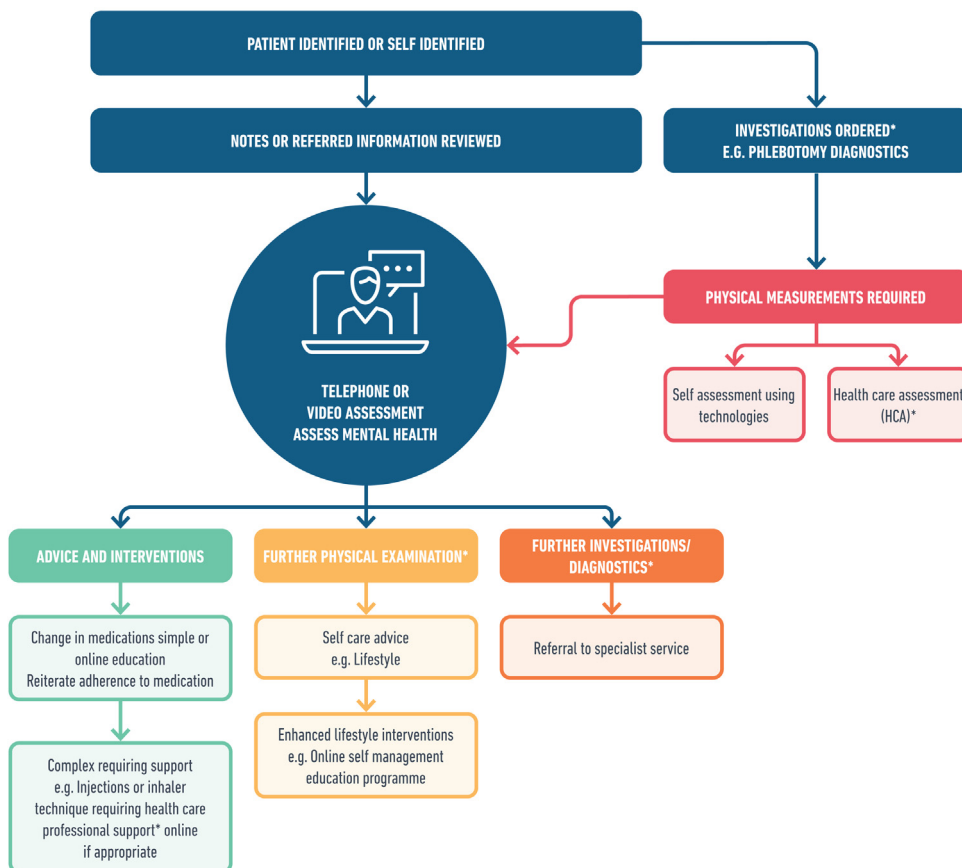 PATIENT IDENTIFIED OR SELF IDENTIFIED
NOTES OR REFERRED INFORMATION REVIEWED
INVESTIGATIONS ORDERED*
E.G. PHLEBOTOMY DIAGNOSTICS
PHYSICAL MEASUREMENTS REQUIRED
Self assessment using
technologies
Health care assessment
(HCA)*
TELEPHONE OR
VIDEO ASSESSMENT
ASSESS MENTAL HEALTH
ADVICE AND INTERVENTIONS
Change in medications simple or
online education
Reiterate adherence to medication
Complex requiring support
e.g. Injections or inhaler
technique requiring health care
professional support* online
if appropriate
FURTHER PHYSICAL EXAMINATION*
Self care advice
e.g. Lifestyle
Enhanced lifestyle interventions
e.g. Online self management
education programme
FURTHER INVESTIGATIONS/
DIAGNOSTICS*
Referral to specialist service